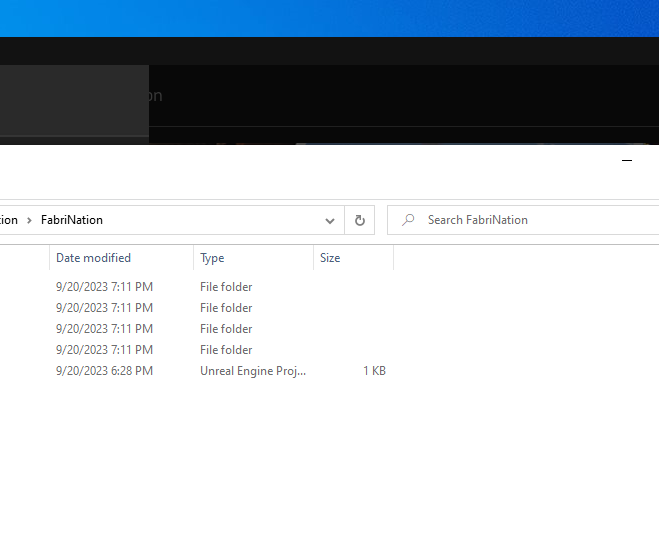 on
tion > FabriNation
Search FabriNation
Date modified Type Size
9/20/2023 7:11 PM File folder
9/20/2023 7:11 PM File folder
9/20/2023 7:11 PM File folder
9/20/2023 7:11 PM File folder
9/20/2023 6:28 PM Unreal Engine Proj... 1 KB